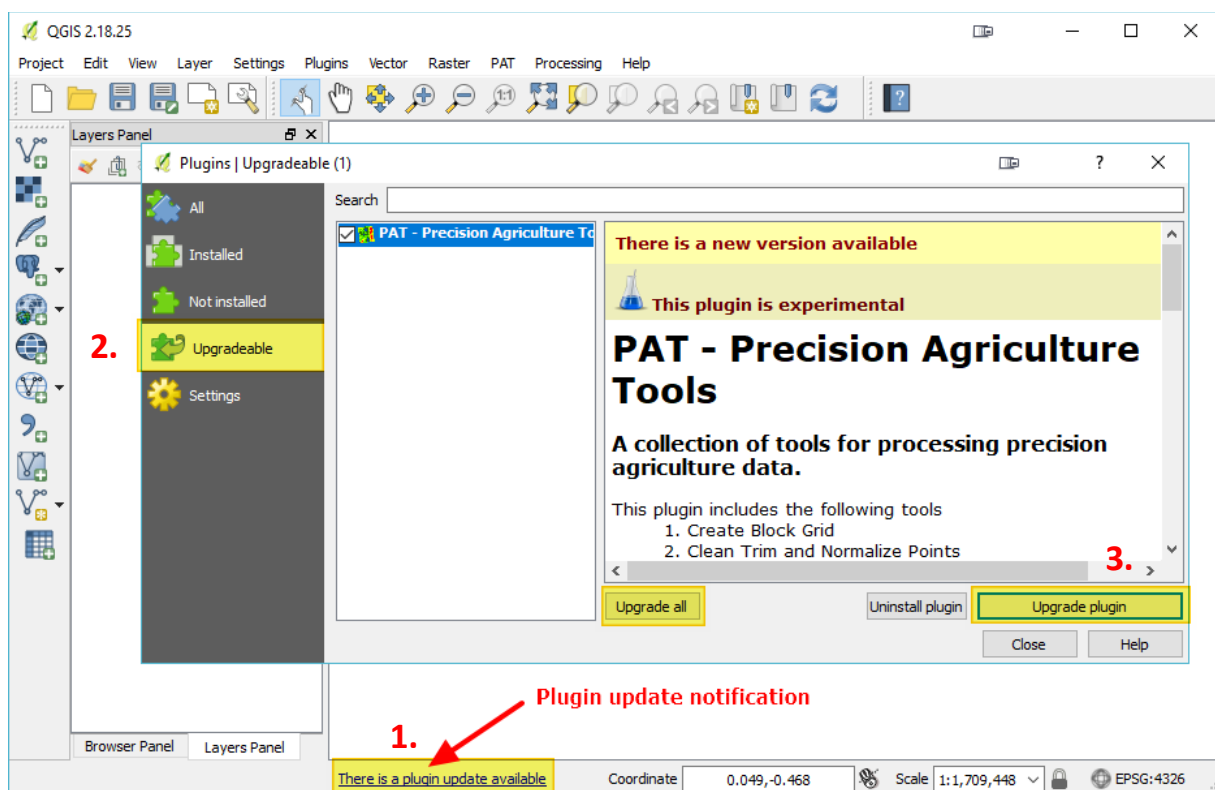 QGIS 2.18.25
Project Edit View Layer Settings Plugins Vector Raster PAT Processing Help
1:1
?
Layers Panel
Plugins | Upgradeable (1)
?
All
Installed
Not installed
2.
Upgradeable
Settings
Search
PAT - Precision Agriculture To
There is a new version available
This plugin is experimental
PAT - Precision Agriculture
Tools
A collection of tools for processing precision
agriculture data.
This plugin includes the following tools
1. Create Block Grid
2. Clean Trim and Normalize Points
3.
Upgrade all
Uninstall plugin
Upgrade plugin
Close
Help
Plugin update notification
1.
Browser Panel
Layers Panel
There is a plugin update available
Coordinate 0.049,-0.468
Scale 1:1,709,448
EPSG:4326